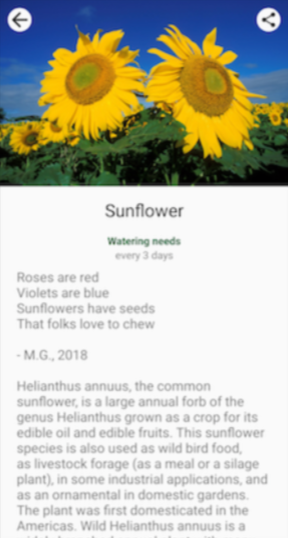 Sunflower
Watering needs
every 3 days
Roses are red
Violets are blue
Sunflowers have seeds
That folks love to chew
- M.G., 2018
Helianthus annuus, the common
sunflower, is a large annual forb of the
genus Helianthus grown as a crop for its
edible oil and edible fruits. This sunflower
species is also used as wild bird food,
as livestock forage (as a meal or a silage
plant), in some industrial applications, and
as an ornamental in domestic gardens.
The plant was first domesticated in the
Americas. Wild Helianthus annuus is a